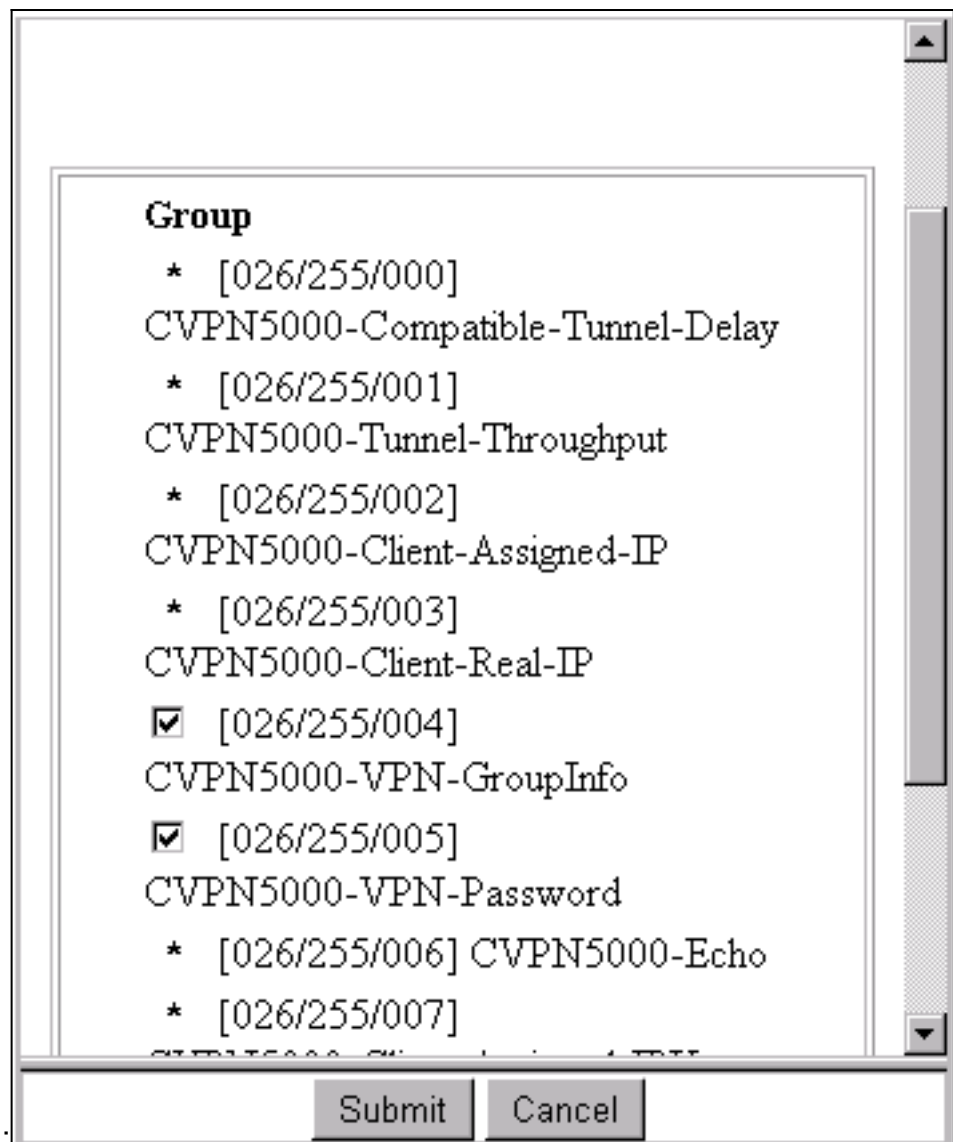 Group
* [026/255/000]
CVPN5000-Compatible-Tunnel-Delay
* [026/255/001]
CVPN5000-Tunnel-Throughput
* [026/255/002]
CVPN5000-Client-Assigned-IP
* [026/255/003]
CVPN5000-Client-Real-IP
[026/255/004]
CVPN5000-VPN-GroupInfo
[026/255/005]
CVPN5000-VPN-Password
* [026/255/006] CVPN5000-Echo
* [026/255/007]
Submit Cancel
.